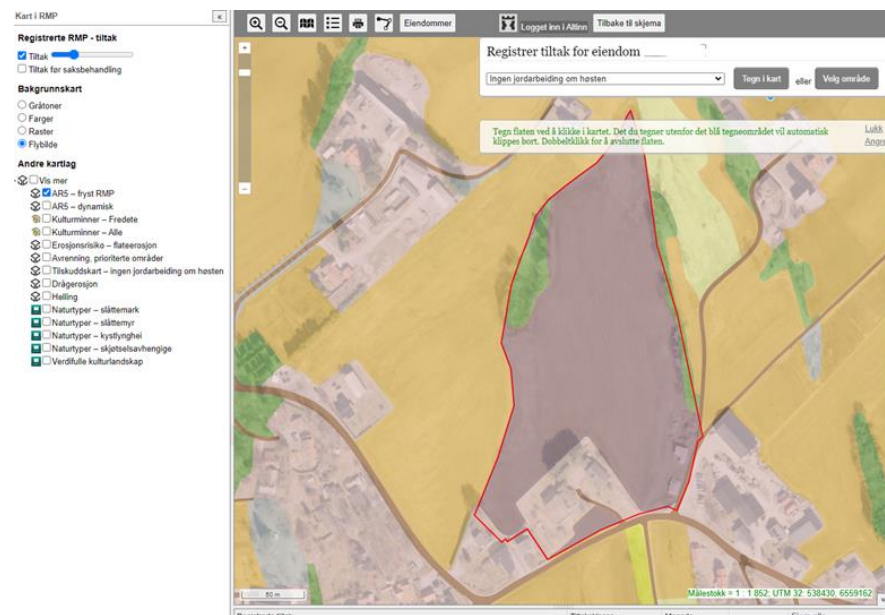 Kart i RMP
«
Registrerte RMP - tiltak
Tiltak
Tiltak før saksbehandling
Bakgrunnskart
Gråtoner
Farger
Raster
Flybilde
Andre kartlag
Vis mer
AR5 – fryst RMP
AR5 – dynamisk
Kulturminner – Fredete
Kulturminner – Alle
Erosjonsrisiko – flateerosjon
Avrenning, prioriterte områder
Tilskuddskart – ingen jordarbeiding om høsten
Drågerosjon
Helling
Naturtyper – slåttemark
Naturtyper – slåttemyr
Naturtyper – kystlynghei
Naturtyper – skjøtselsavhengige
Verdifulle kulturlandskap
Eiendommer
Logget inn i Altinn
Tilbake til skjema
Registrer tiltak for eiendom
Ingen jordarbeiding om høsten
Tegn i kart
eller
Velg område
Tegn flaten ved å klikke i kartet. Det du tegner utenfor det blå tegneområdet vil automatisk
klippes bort. Dobbeltklikk for å avslutte flaten.
Lukk
Angre
50 m
Målestokk = 1 : 1 852; UTM 32: 538430, 6559162